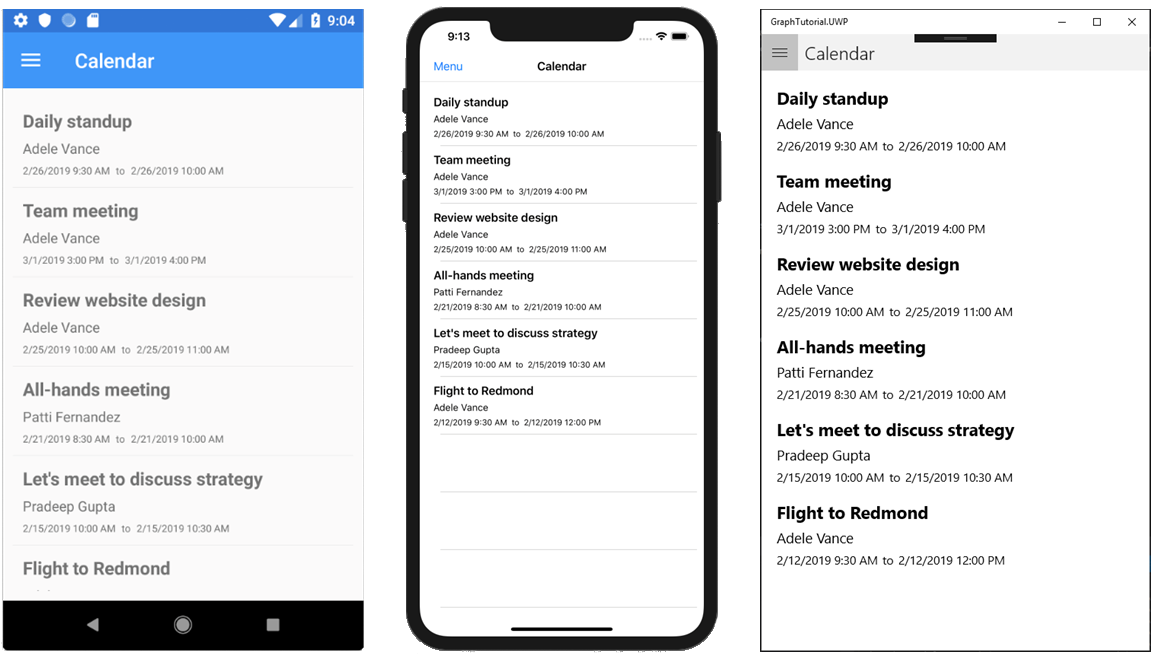 9:04
Calendar
Daily standup
Adele Vance
2/26/2019 9:30 AM to 2/26/2019 10:00 AM
Team meeting
Adele Vance
3/1/2019 3:00 PM to 3/1/2019 4:00 PM
Review website design
Adele Vance
2/25/2019 10:00 AM to 2/25/2019 11:00 AM
All-hands meeting
Patti Fernandez
2/21/2019 8:30 AM to 2/21/2019 10:00 AM
Let's meet to discuss strategy
Pradeep Gupta
2/15/2019 10:00 AM to 2/15/2019 10:30 AM
Flight to Redmond
9:13
Menu Calendar
Daily standup
Adele Vance
2/26/2019 9:30 AM to 2/26/2019 10:00 AM
Team meeting
Adele Vance
3/1/2019 3:00 PM to 3/1/2019 4:00 PM
Review website design
Adele Vance
2/25/2019 10:00 AM to 2/25/2019 11:00 AM
All-hands meeting
Patti Fernandez
2/21/2019 8:30 AM to 2/21/2019 10:00 AM
Let's meet to discuss strategy
Pradeep Gupta
2/15/2019 10:00 AM to 2/15/2019 10:30 AM
Flight to Redmond
Adele Vance
2/12/2019 9:30 AM to 2/12/2019 12:00 PM
GraphTutorial.UWP
Calendar
Daily standup
Adele Vance
2/26/2019 9:30 AM to 2/26/2019 10:00 AM
Team meeting
Adele Vance
3/1/2019 3:00 PM to 3/1/2019 4:00 PM
Review website design
Adele Vance
2/25/2019 10:00 AM to 2/25/2019 11:00 AM
All-hands meeting
Patti Fernandez
2/21/2019 8:30 AM to 2/21/2019 10:00 AM
Let's meet to discuss strategy
Pradeep Gupta
2/15/2019 10:00 AM to 2/15/2019 10:30 AM
Flight to Redmond
Adele Vance
2/12/2019 9:30 AM to 2/12/2019 12:00 PM